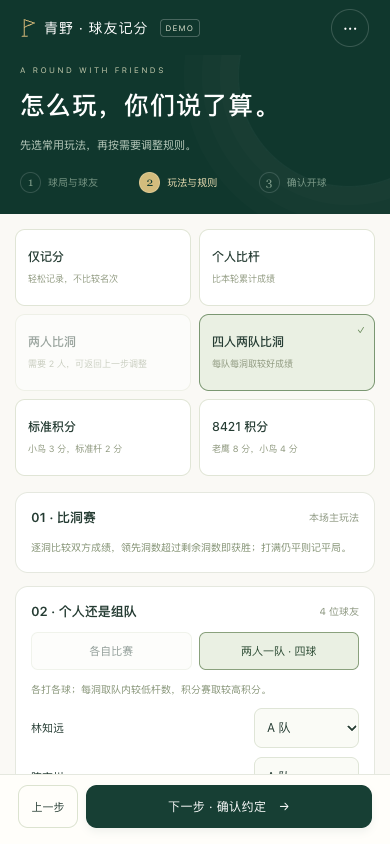 青野 · 球友记分 DEMO
A ROUND WITH FRIENDS
怎么玩，你们说了算。
先选常用玩法，再按需要调整规则。
1 球局与球友 2 玩法与规则 3 确认开球
仅记分
轻松记录，不比较名次
个人比杆
比本轮累计成绩
两人比洞
需要 2 人，可返回上一步调整
四人两队比洞
每队每洞取较好成绩
标准积分
小鸟 3 分，标准杆 2 分
8421 积分
老鹰 8 分，小鸟 4 分
01 · 比洞赛 本场主玩法
逐洞比较双方成绩，领先洞数超过剩余洞数即获胜；打满仍平则记平局。
02 · 个人还是组队 4 位球友
各自比赛 两人一队 · 四球
各打各球：每洞取队内较低杆数，积分赛取较高积分。
林知远 A 队
上一步 下一步 · 确认约定 →